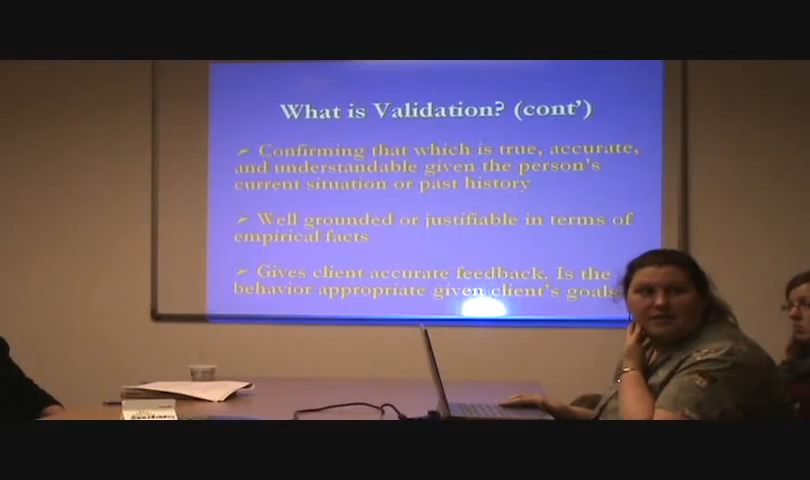 What is Validation? (cont')
➢ Confirming that which is true, accurate,
and understandable given the person's
current situation or past history
➢ Well grounded or justifiable in terms of
empirical facts
➢ Gives client accurate feedback. Is the
behavior appropriate given client's goals